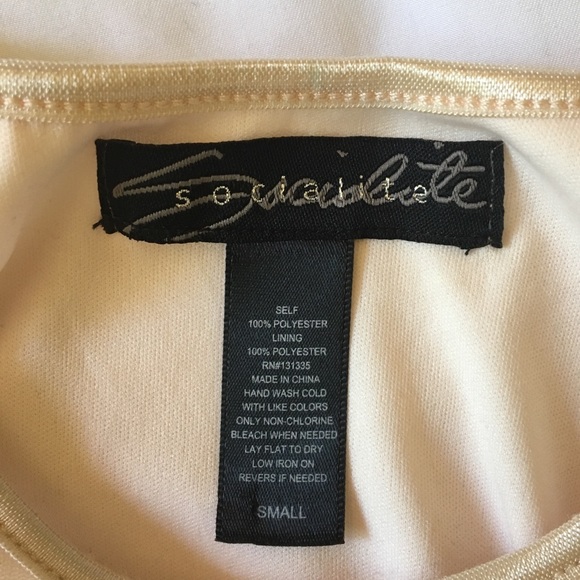 Socialite
socialite
SELF
100% POLYESTER
LINING
100% POLYESTER
RN#131335
MADE IN CHINA
HAND WASH COLD
WITH LIKE COLORS
ONLY NON-CHLORINE
BLEACH WHEN NEEDED
LAY FLAT TO DRY
LOW IRON ON
REVERS IF NEEDED
SMALL